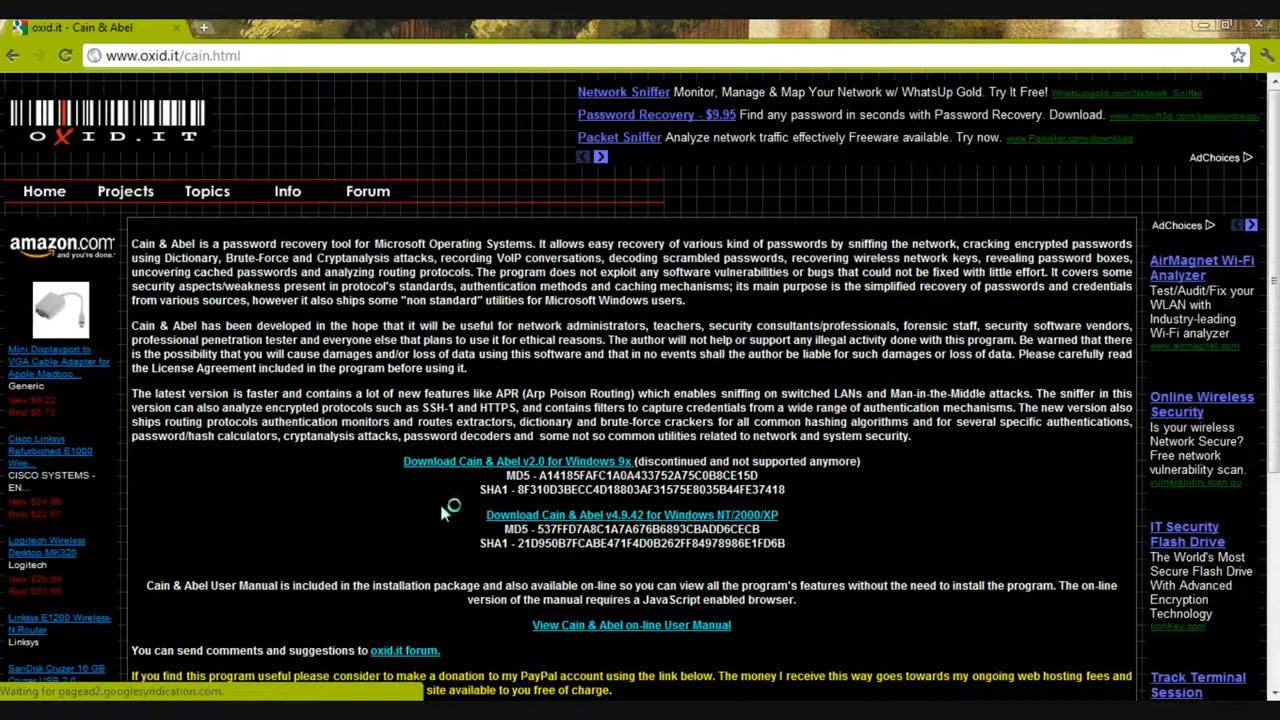 oxid.it - Cain & Abel
www.oxid.it/cain.html
OXID.IT
Network Sniffer Monitor, Manage & Map Your Network w/ WhatsUp Gold. Try It Free! Whatsupgold.com/Network_Sniffer
Password Recovery - $9.95 Find any password in seconds with Password Recovery. Download.
Packet Sniffer Analyze network traffic effectively Freeware available. Try now. www.Paessler.com/download
AdChoices
Home Projects Topics Info Forum
amazon.com
and you're done.
Mini Displayport to
VGA Cable Adapter for
Apple Macboo...
Generic
New $9.22
Best $8.73
Cisco Linksys
Refurbished E1000
Wire...
CISCO SYSTEMS -
EN...
New $24.99
Best $22.97
Logitech Wireless
Desktop MK320
Logitech
New $29.99
Best $23.98
Linksys E1200 Wireless-
N Router
Linksys
SanDisk Cruzer 16 GB
Cruzer USB 2.0
Cain & Abel is a password recovery tool for Microsoft Operating Systems. It allows easy recovery of various kind of passwords by sniffing the network, cracking encrypted passwords
using Dictionary, Brute-Force and Cryptanalysis attacks, recording VoIP conversations, decoding scrambled passwords, recovering wireless network keys, revealing password boxes,
uncovering cached passwords and analyzing routing protocols. The program does not exploit any software vulnerabilities or bugs that could not be fixed with little effort. It covers some
security aspects/weakness present in protocol's standards, authentication methods and caching mechanisms; its main purpose is the simplified recovery of passwords and credentials
from various sources, however it also ships some "non standard" utilities for Microsoft Windows users.
Cain & Abel has been developed in the hope that it will be useful for network administrators, teachers, security consultants/professionals, forensic staff, security software vendors,
professional penetration tester and everyone else that plans to use it for ethical reasons. The author will not help or support any illegal activity done with this program. Be warned that there
is the possibility that you will cause damages and/or loss of data using this software and that in no events shall the author be liable for such damages or loss of data. Please carefully read
the License Agreement included in the program before using it.
The latest version is faster and contains a lot of new features like APR (Arp Poison Routing) which enables sniffing on switched LANs and Man-in-the-Middle attacks. The sniffer in this
version can also analyze encrypted protocols such as SSH-1 and HTTPS, and contains filters to capture credentials from a wide range of authentication mechanisms. The new version also
ships routing protocols authentication monitors and routes extractors, dictionary and brute-force crackers for all common hashing algorithms and for several specific authentications,
password/hash calculators, cryptanalysis attacks, password decoders and some not so common utilities related to network and system security.
Download Cain & Abel v2.0 for Windows 9x (discontinued and not supported anymore)
MD5 - A14185FAFC1A0A433752A75C0B8CE15D
SHA1 - 8F310D3BECC4D18803AF31575E8035B44FE37418
Download Cain & Abel v4.9.42 for Windows NT/2000/XP
MD5 - 537FFD7A8C1A7A676B6893CBADD6CECB
SHA1 - 21D950B7FCABE471F4D0B262FF84978986E1FD6B
Cain & Abel User Manual is included in the installation package and also available on-line so you can view all the program's features without the need to install the program. The on-line
version of the manual requires a JavaScript enabled browser.
View Cain & Abel on-line User Manual
You can send comments and suggestions to oxid.it forum.
If you find this program useful please consider to make a donation to my PayPal account using the link below. The money I receive this way goes towards my ongoing web hosting fees and
site available to you free of charge.
Waiting for pagead2.googlesyndication.com.
AdChoices
AirMagnet Wi-Fi
Analyzer
Test/Audit/Fix your
WLAN with
Industry-leading
Wi-Fi analyzer
www.airmagnet.com
Online Wireless
Security
Is your wireless
Network Secure?
Free network
vulnerability scan.
vulnerability.scan.qu...
IT Security
Flash Drive
The World's Most
Secure Flash Drive
With Advanced
Encryption
Technology
IronKey.com
Track Terminal
Session